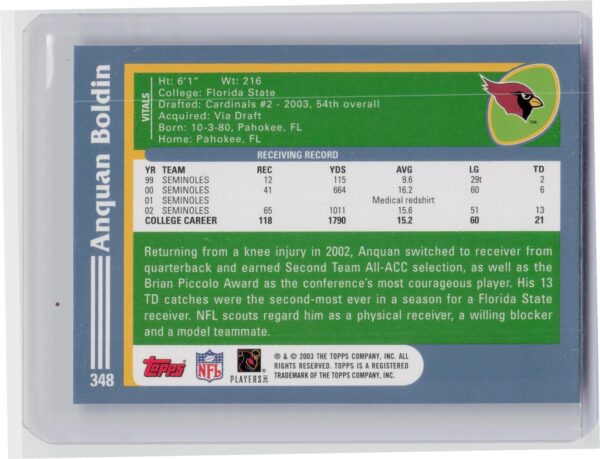 Anquan Boldin
348
VITALS
Ht: 6'1" Wt: 216
College: Florida State
Drafted: Cardinals #2 - 2003, 54th overall
Acquired: Via Draft
Born: 10-3-80, Pahokee, FL
Home: Pahokee, FL
TM
RECEIVING RECORD
YR TEAM REC YDS AVG LG TD
99 SEMINOLES 12 115 9.6 29t 2
00 SEMINOLES 41 664 16.2 60 6
01 SEMINOLES Medical redshirt
02 SEMINOLES 65 1011 15.6 51 13
COLLEGE CAREER 118 1790 15.2 60 21
Returning from a knee injury in 2002, Anquan switched to receiver from
quarterback and earned Second Team All-ACC selection, as well as the
Brian Piccolo Award as the conference's most courageous player. His 13
TD catches were the second-most ever in a season for a Florida State
receiver. NFL scouts regard him as a physical receiver, a willing blocker
and a model teammate.
Topps
NFL
PLAYERS INC
® & © 2003 THE TOPPS COMPANY, INC. ALL
RIGHTS RESERVED. TOPPS IS A REGISTERED
TRADEMARK OF THE TOPPS COMPANY, INC.